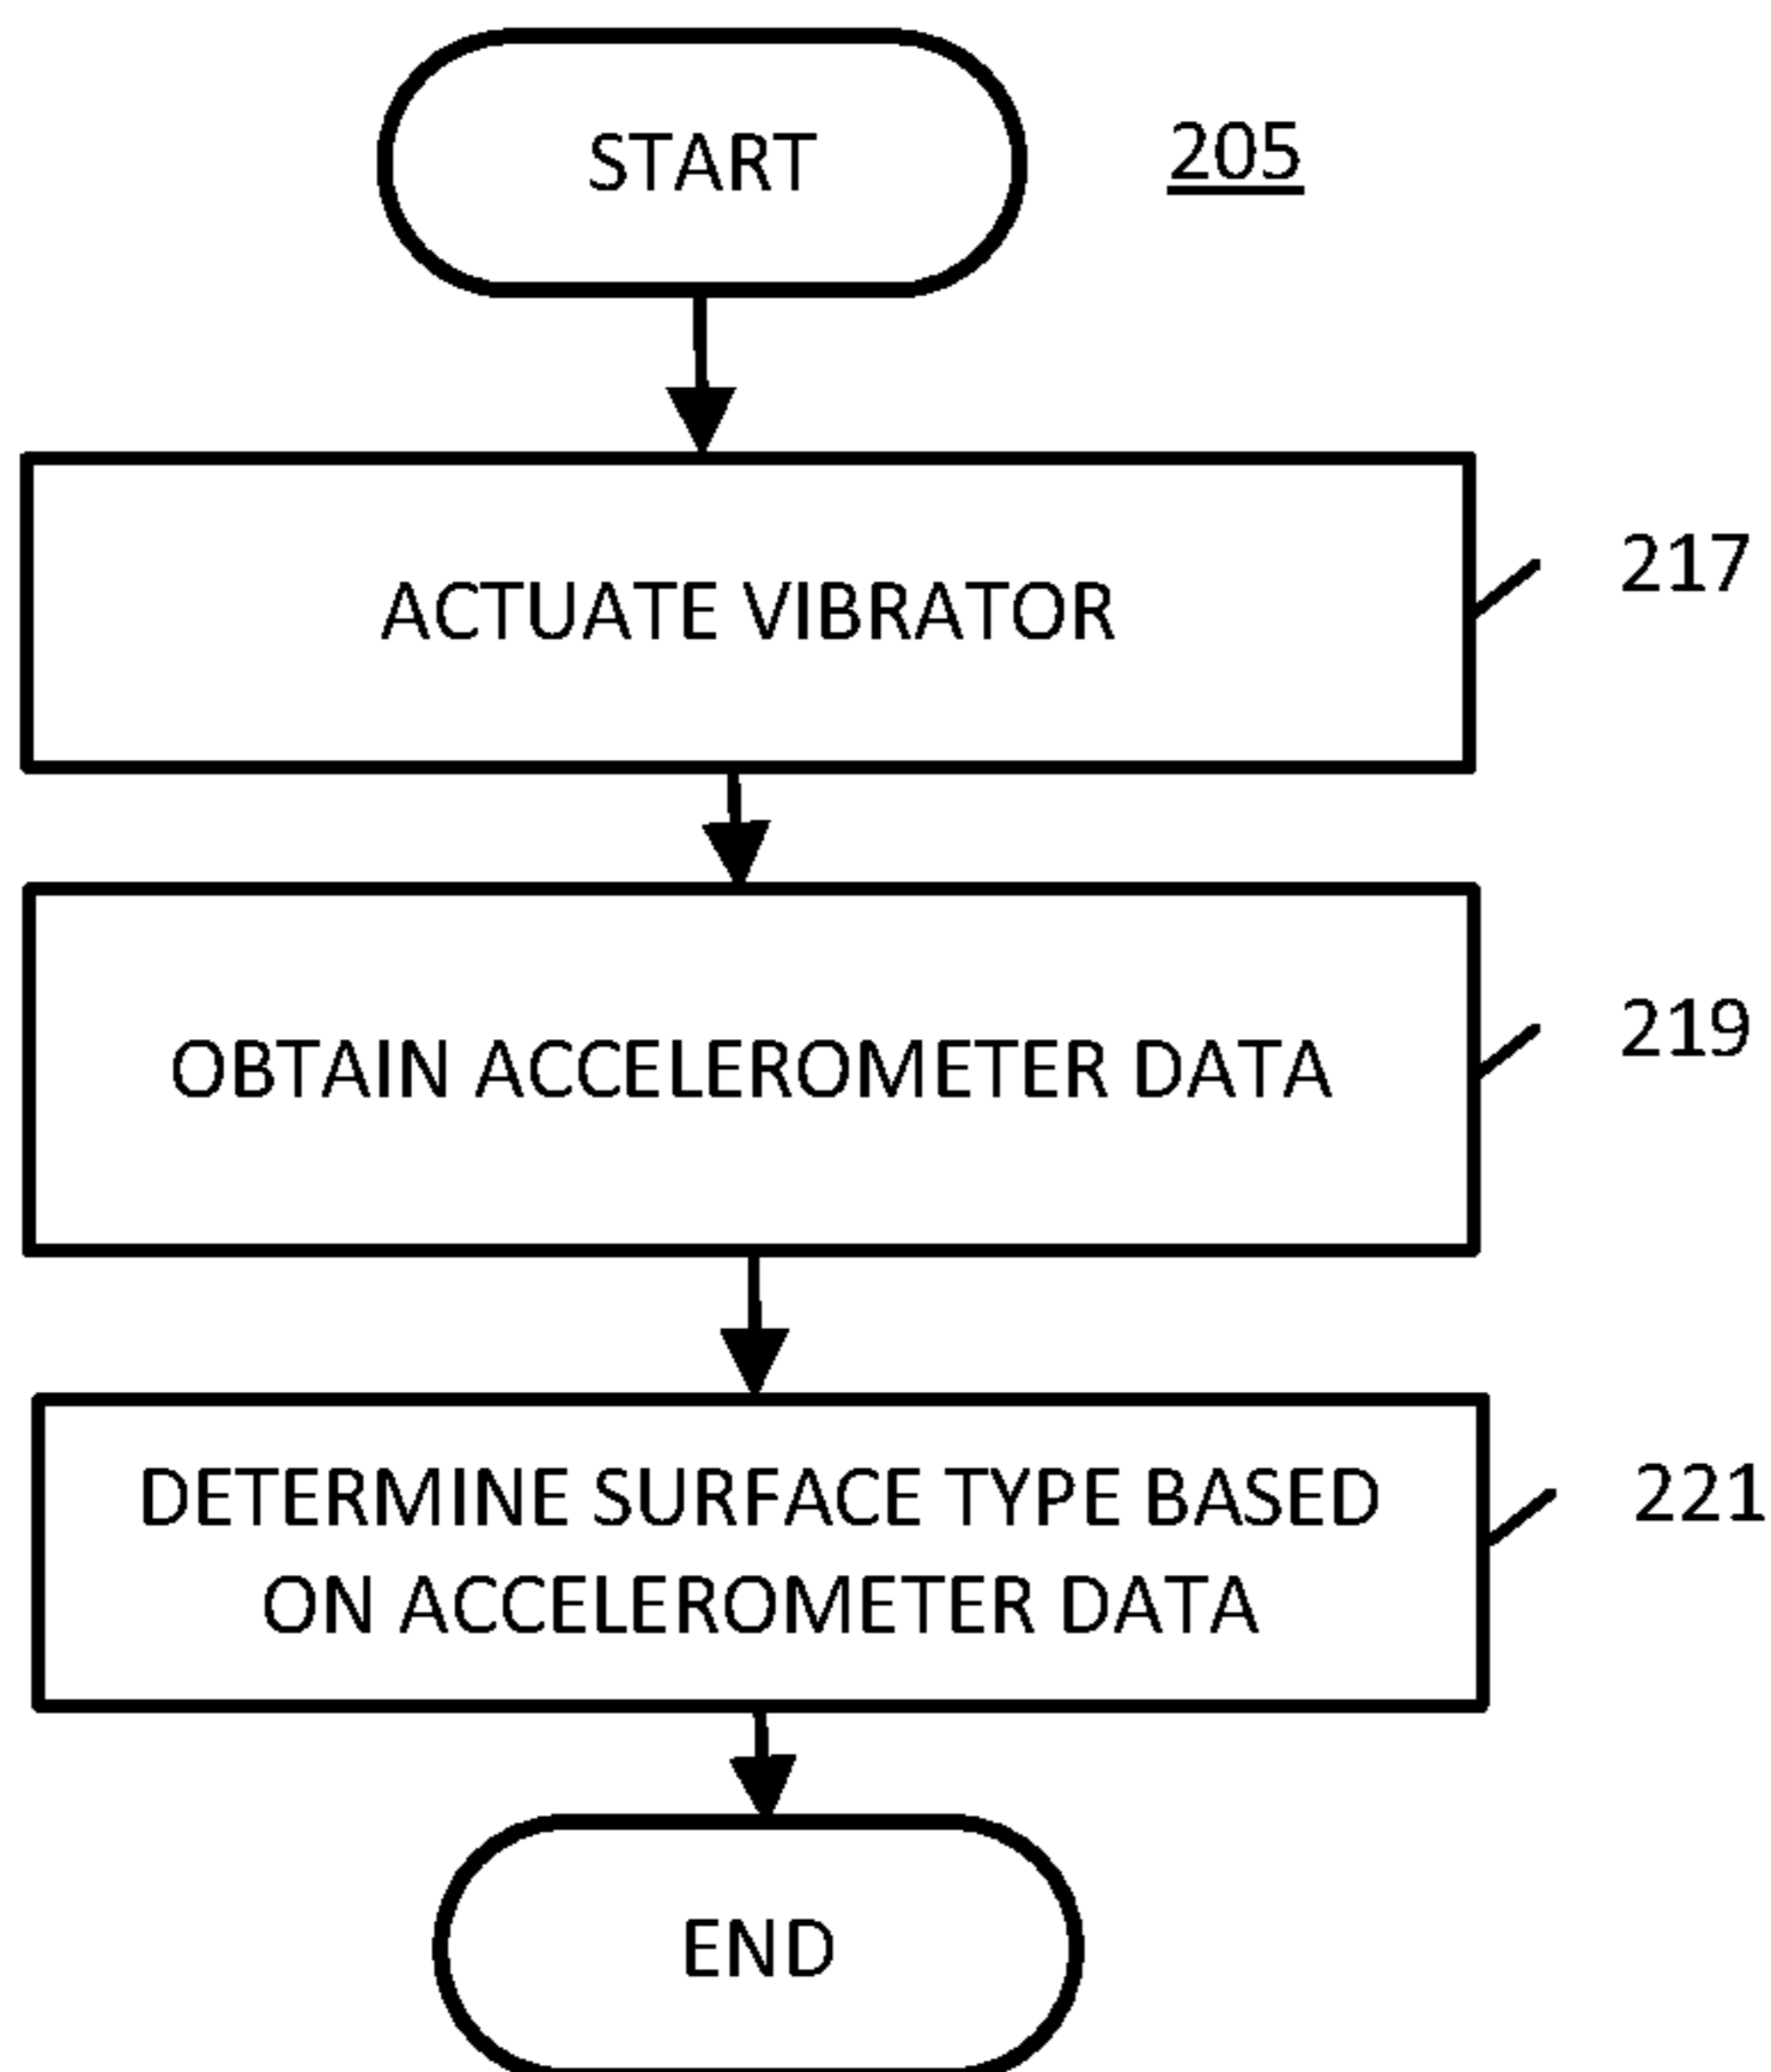 START
205
ACTUATE VIBRATOR
217
OBTAIN ACCELEROMETER DATA
219
DETERMINE SURFACE TYPE BASED
ON ACCELEROMETER DATA
221
END